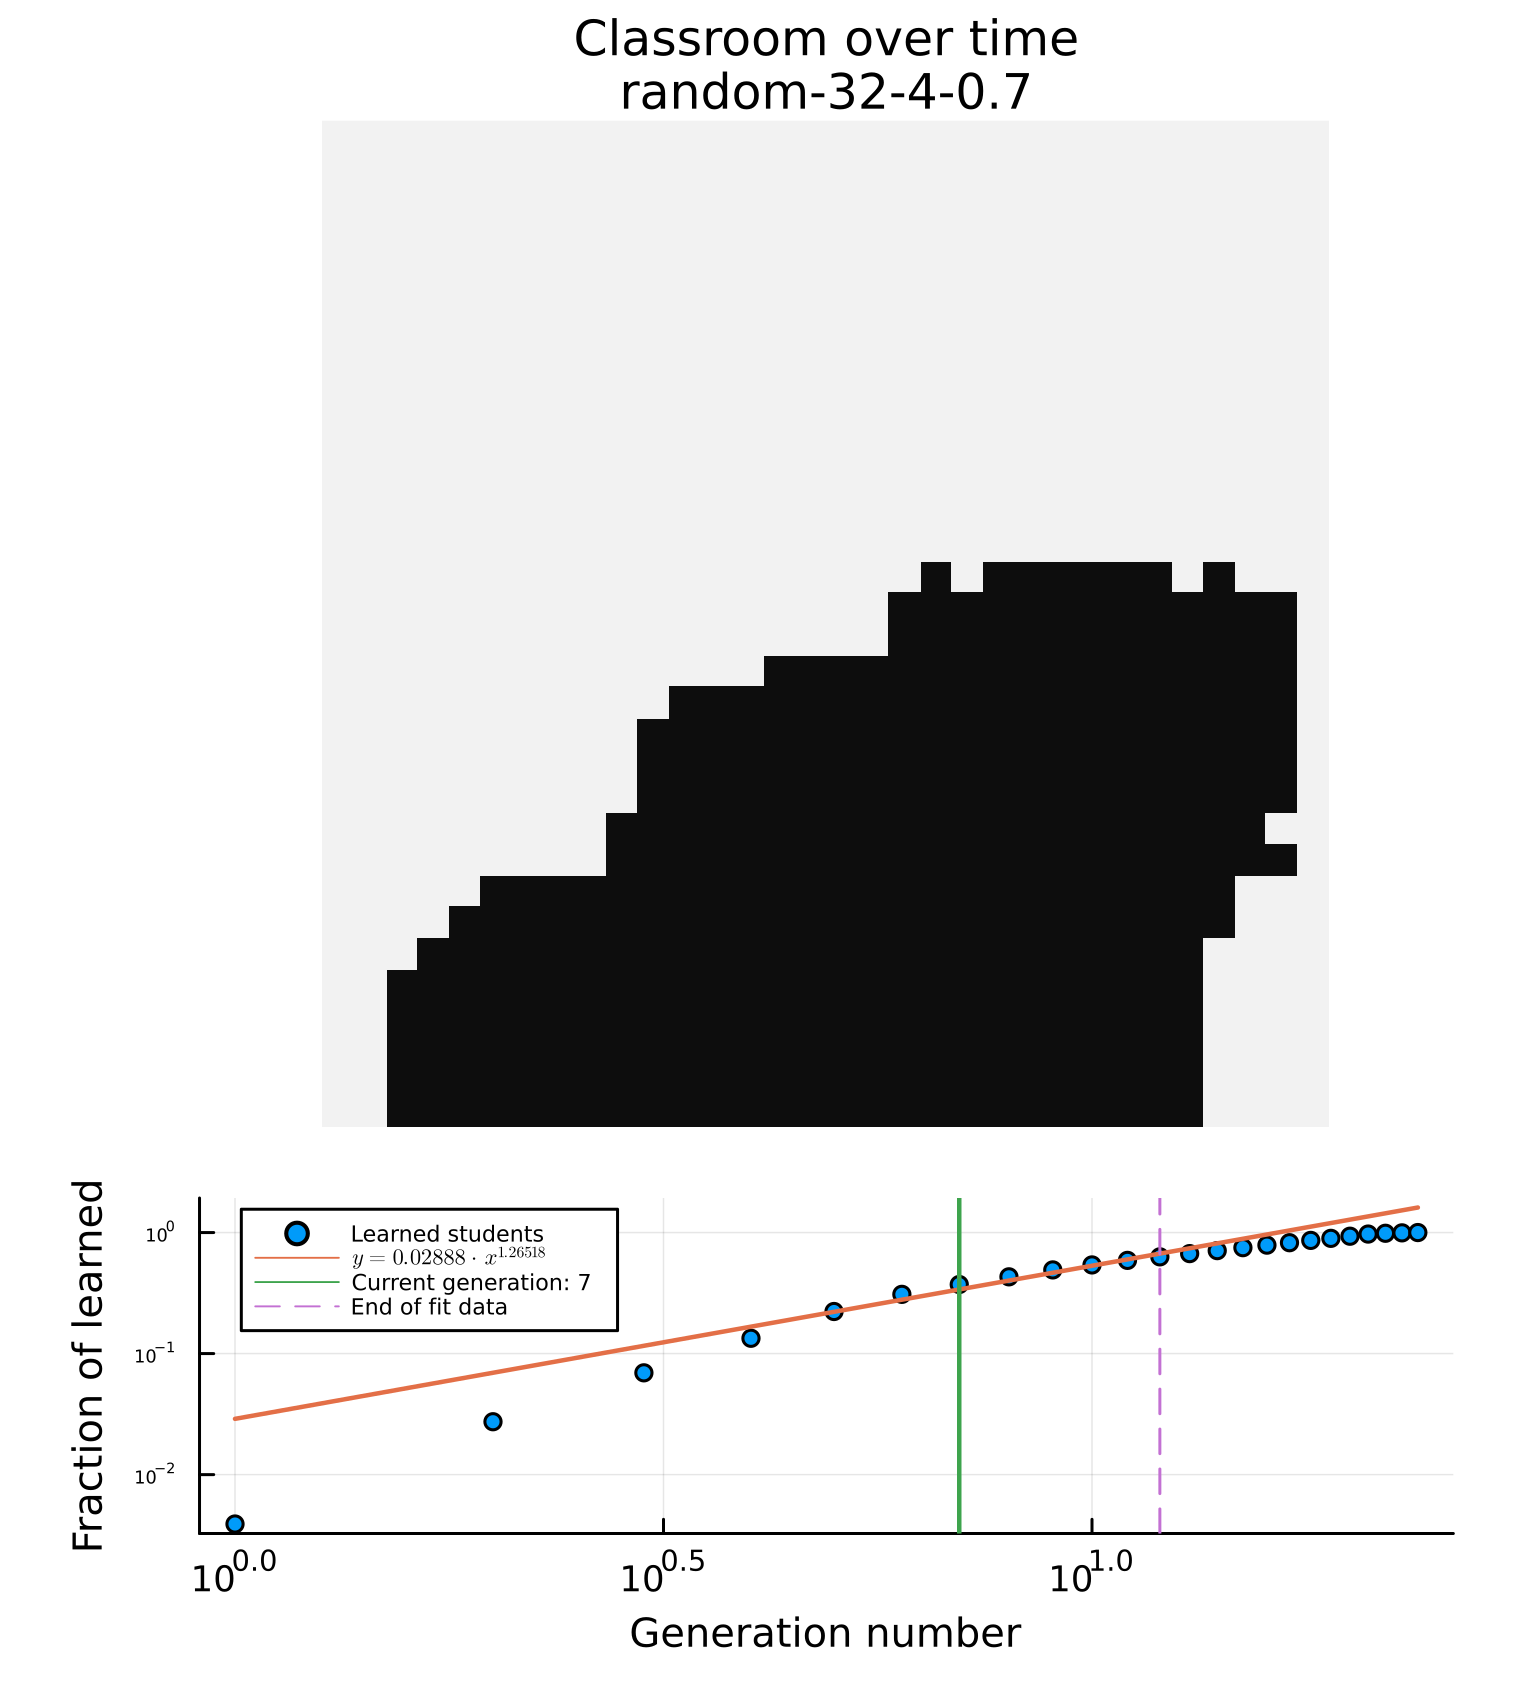 Classroom over time
random-32-4-0.7
Fraction of learned
10⁰
10⁻¹
10⁻²
Learned students
y = 0.02888 · x^1.26518
Current generation: 7
End of fit data
10^0.0 10^0.5 10^1.0
Generation number